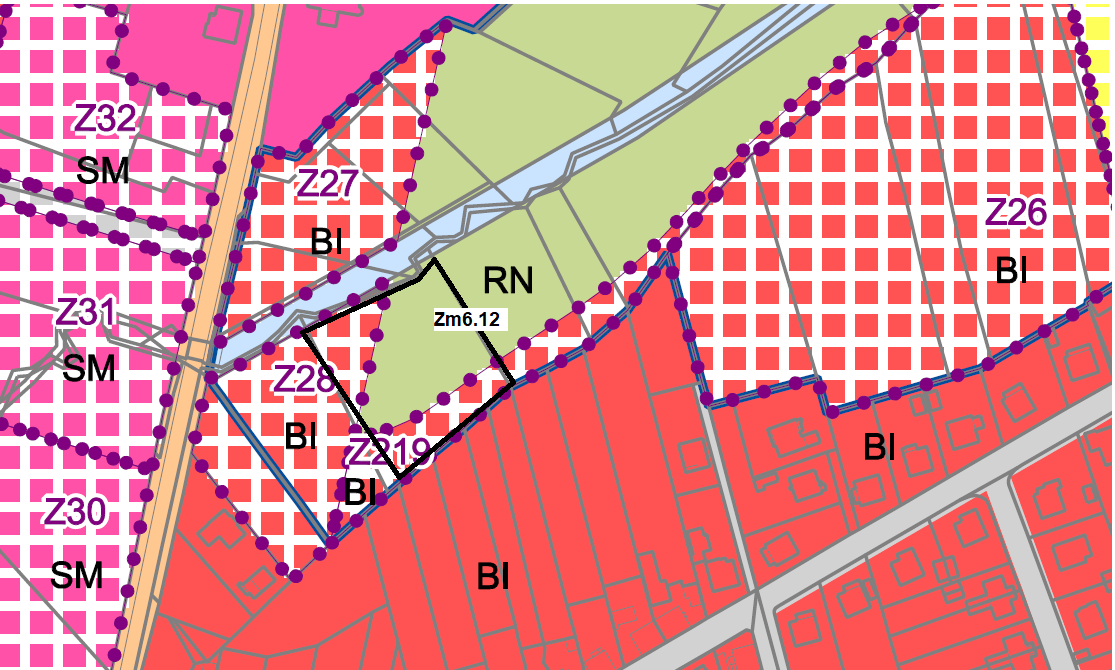 Z32
SM
Z27
BI
Z26
BI
RN
Zm6.12
Z31
SM
Z28
BI
Z219
BI
BI
Z30
SM
BI